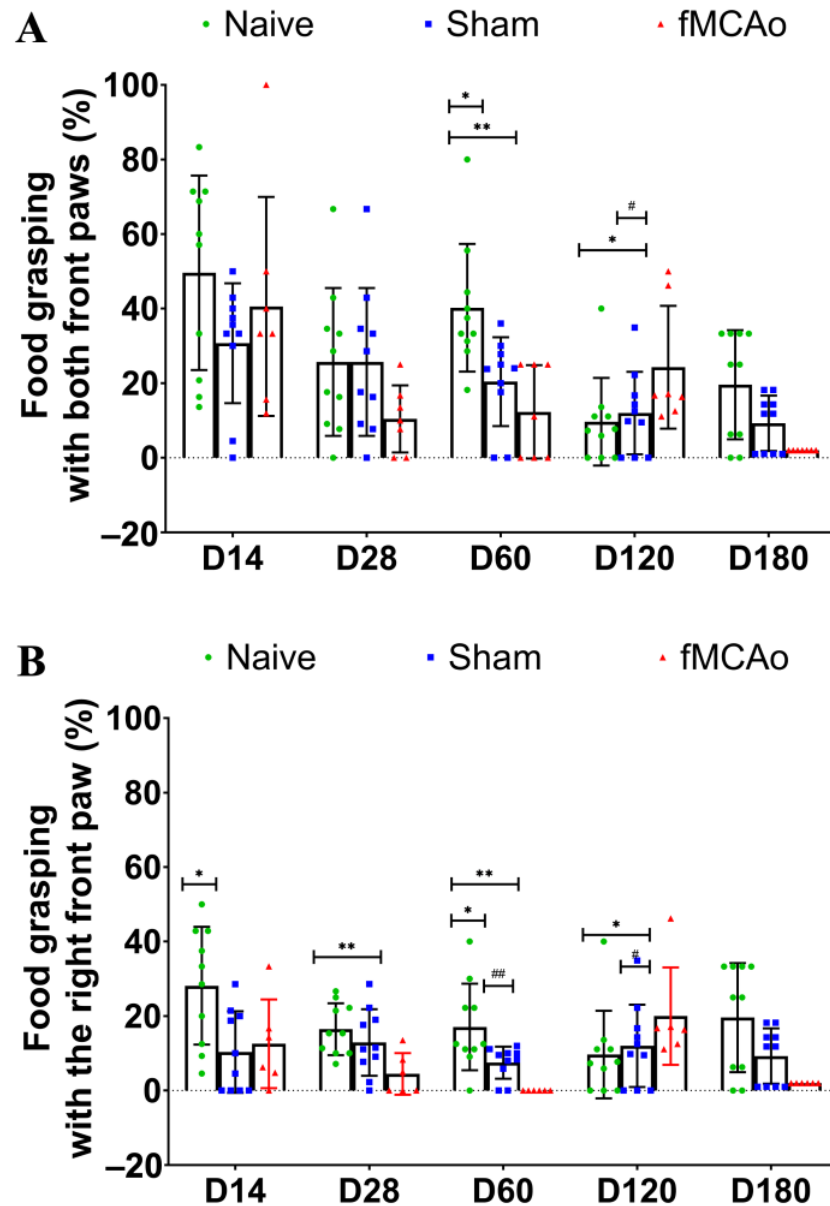 A
Naive Sham fMCAo
Food grasping
with both front paws (%)
100
80
60
40
20
0
–20
*
**
#
*
D14 D28 D60 D120 D180
B
Naive Sham fMCAo
Food grasping
with the right front paw (%)
100
80
60
40
20
0
–20
*
**
**
*
##
*
#
D14 D28 D60 D120 D180